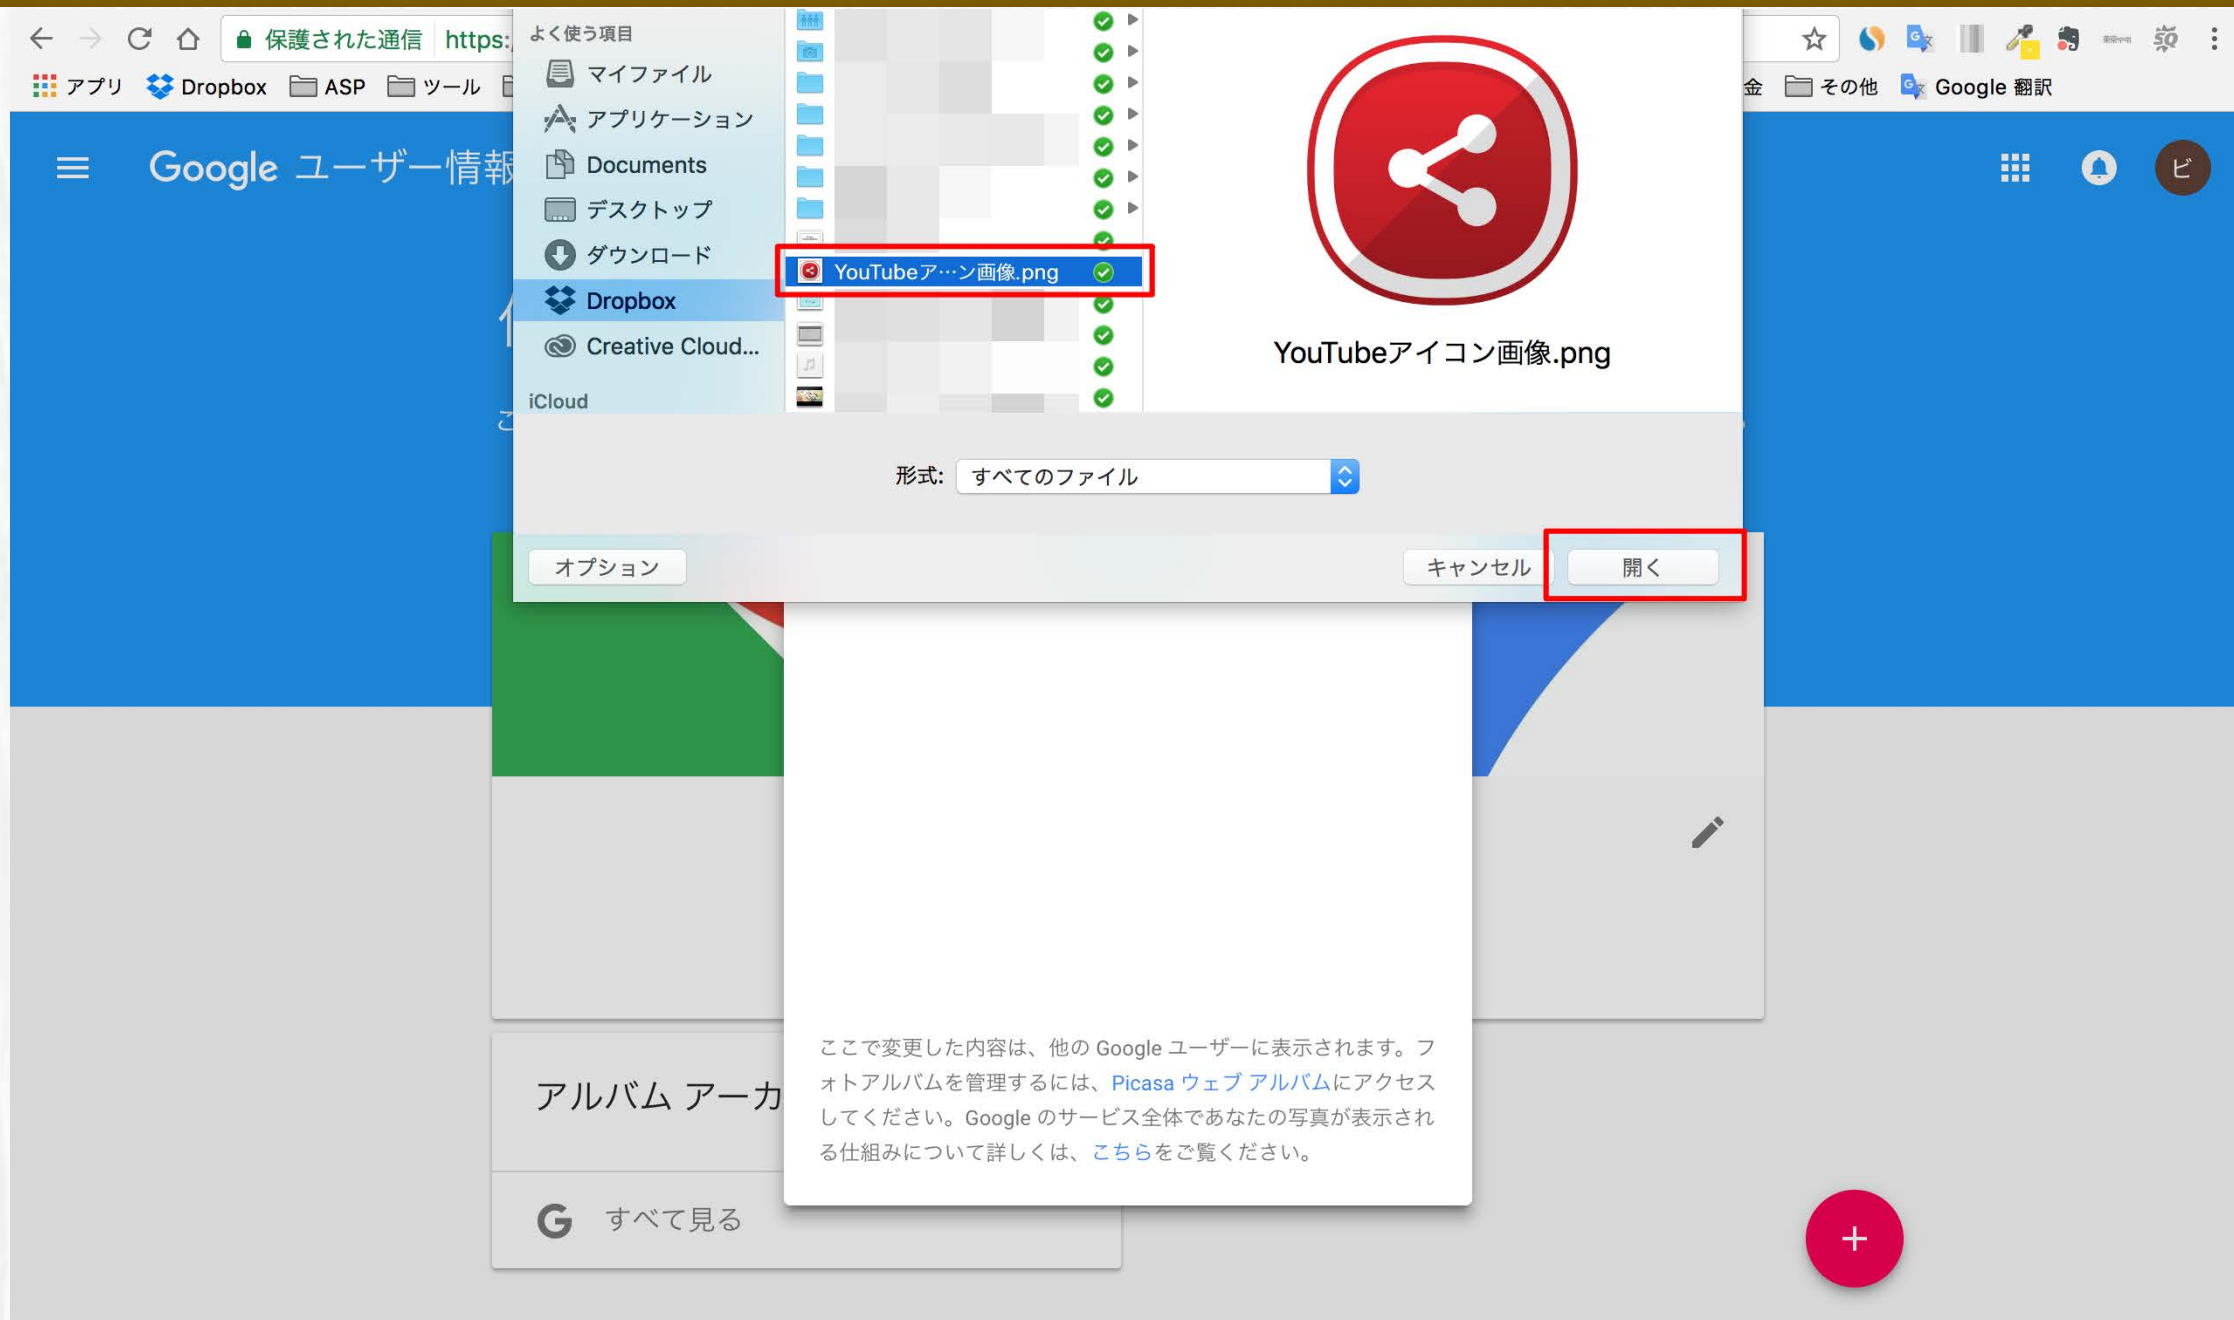 保護された通信 https:
アプリ Dropbox ASP ツール 金 その他 Google 翻訳
Google ユーザー情報
ビ
よく使う項目
マイファイル
アプリケーション
Documents
デスクトップ
ダウンロード
Dropbox
Creative Cloud...
iCloud
YouTubeア…ン画像.png
YouTubeアイコン画像.png
形式: すべてのファイル
オプション キャンセル 開く
ここで変更した内容は、他の Google ユーザーに表示されます。フ
ォトアルバムを管理するには、Picasa ウェブ アルバムにアクセス
してください。Google のサービス全体であなたの写真が表示され
る仕組みについて詳しくは、こちらをご覧ください。
アルバム アーカ
G すべて見る
+